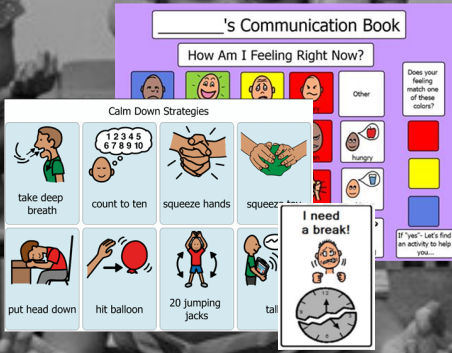 ________'s Communication Book
How Am I Feeling Right Now?
Other
Does your
feeling
match one
of these
colors?
hungry
If "yes"- Let's find
an activity to help
you...
Calm Down Strategies
1 2 3 4 5
6 7 8 9 10
take deep
breath
count to ten
squeeze hands
squeeze
put head down
hit balloon
20 jumping
jacks
I need
a break!
12